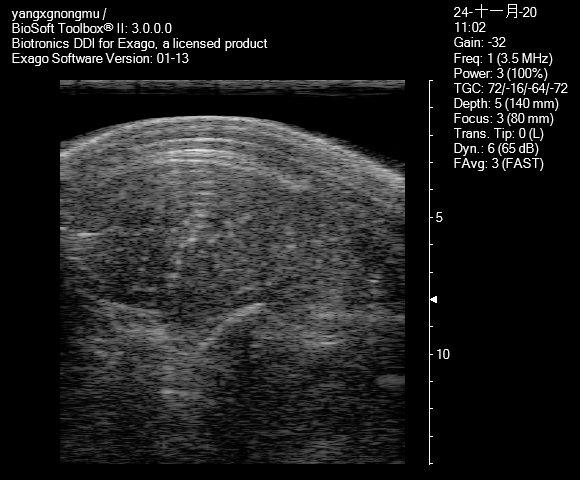 yangxgnongmu /
BioSoft Toolbox® II: 3.0.0.0
Biotronics DDI for Exago, a licensed product
Exago Software Version: 01-13
24-十一月-20
11:02
Gain: -32
Freq: 1 (3.5 MHz)
Power: 3 (100%)
TGC: 72/-16/-64/-72
Depth: 5 (140 mm)
Focus: 3 (80 mm)
Trans. Tip: 0 (L)
Dyn.: 6 (65 dB)
FAvg: 3 (FAST)
5
10